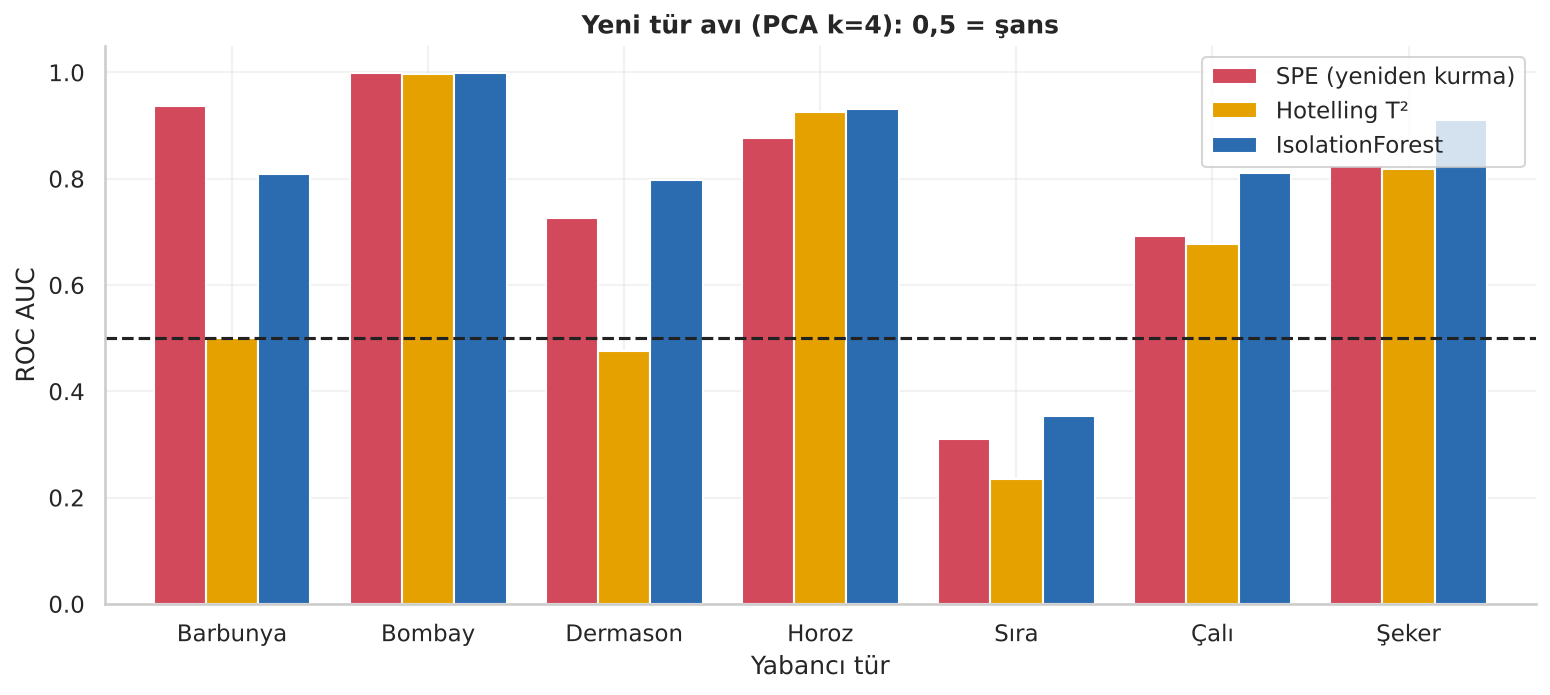 Yeni tür avı (PCA k=4): 0,5 = şans
SPE (yeniden kurma)
Hotelling T²
IsolationForest
ROC AUC
1.0
0.8
0.6
0.4
0.2
0.0
Barbunya
Bombay
Dermason
Horoz
Sıra
Çalı
Şeker
Yabancı tür